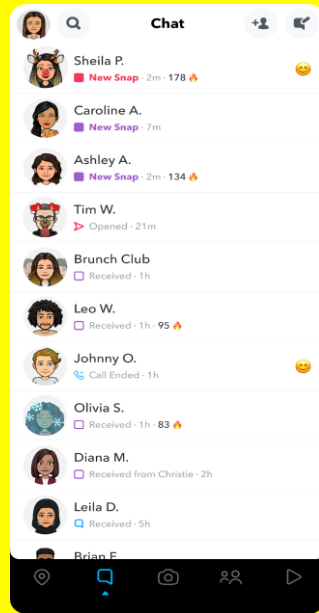 Chat
Sheila P.
New Snap · 2m · 178
Caroline A.
New Snap · 7m
Ashley A.
New Snap · 2m · 134
Tim W.
Opened · 21m
Brunch Club
Received · 1h
Leo W.
Received · 1h · 95
Johnny O.
Call Ended · 1h
Olivia S.
Received · 1h · 83
Diana M.
Received from Christie · 2h
Leila D.
Received · 5h
Brian